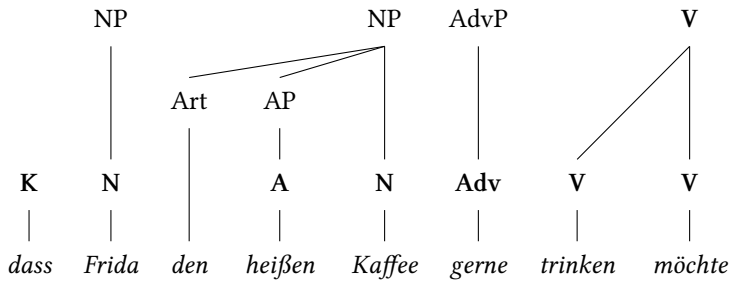 NP NP AdvP V
Art AP
K N A N Adv V V
dass Frida den heißen Kaffee gerne trinken möchte